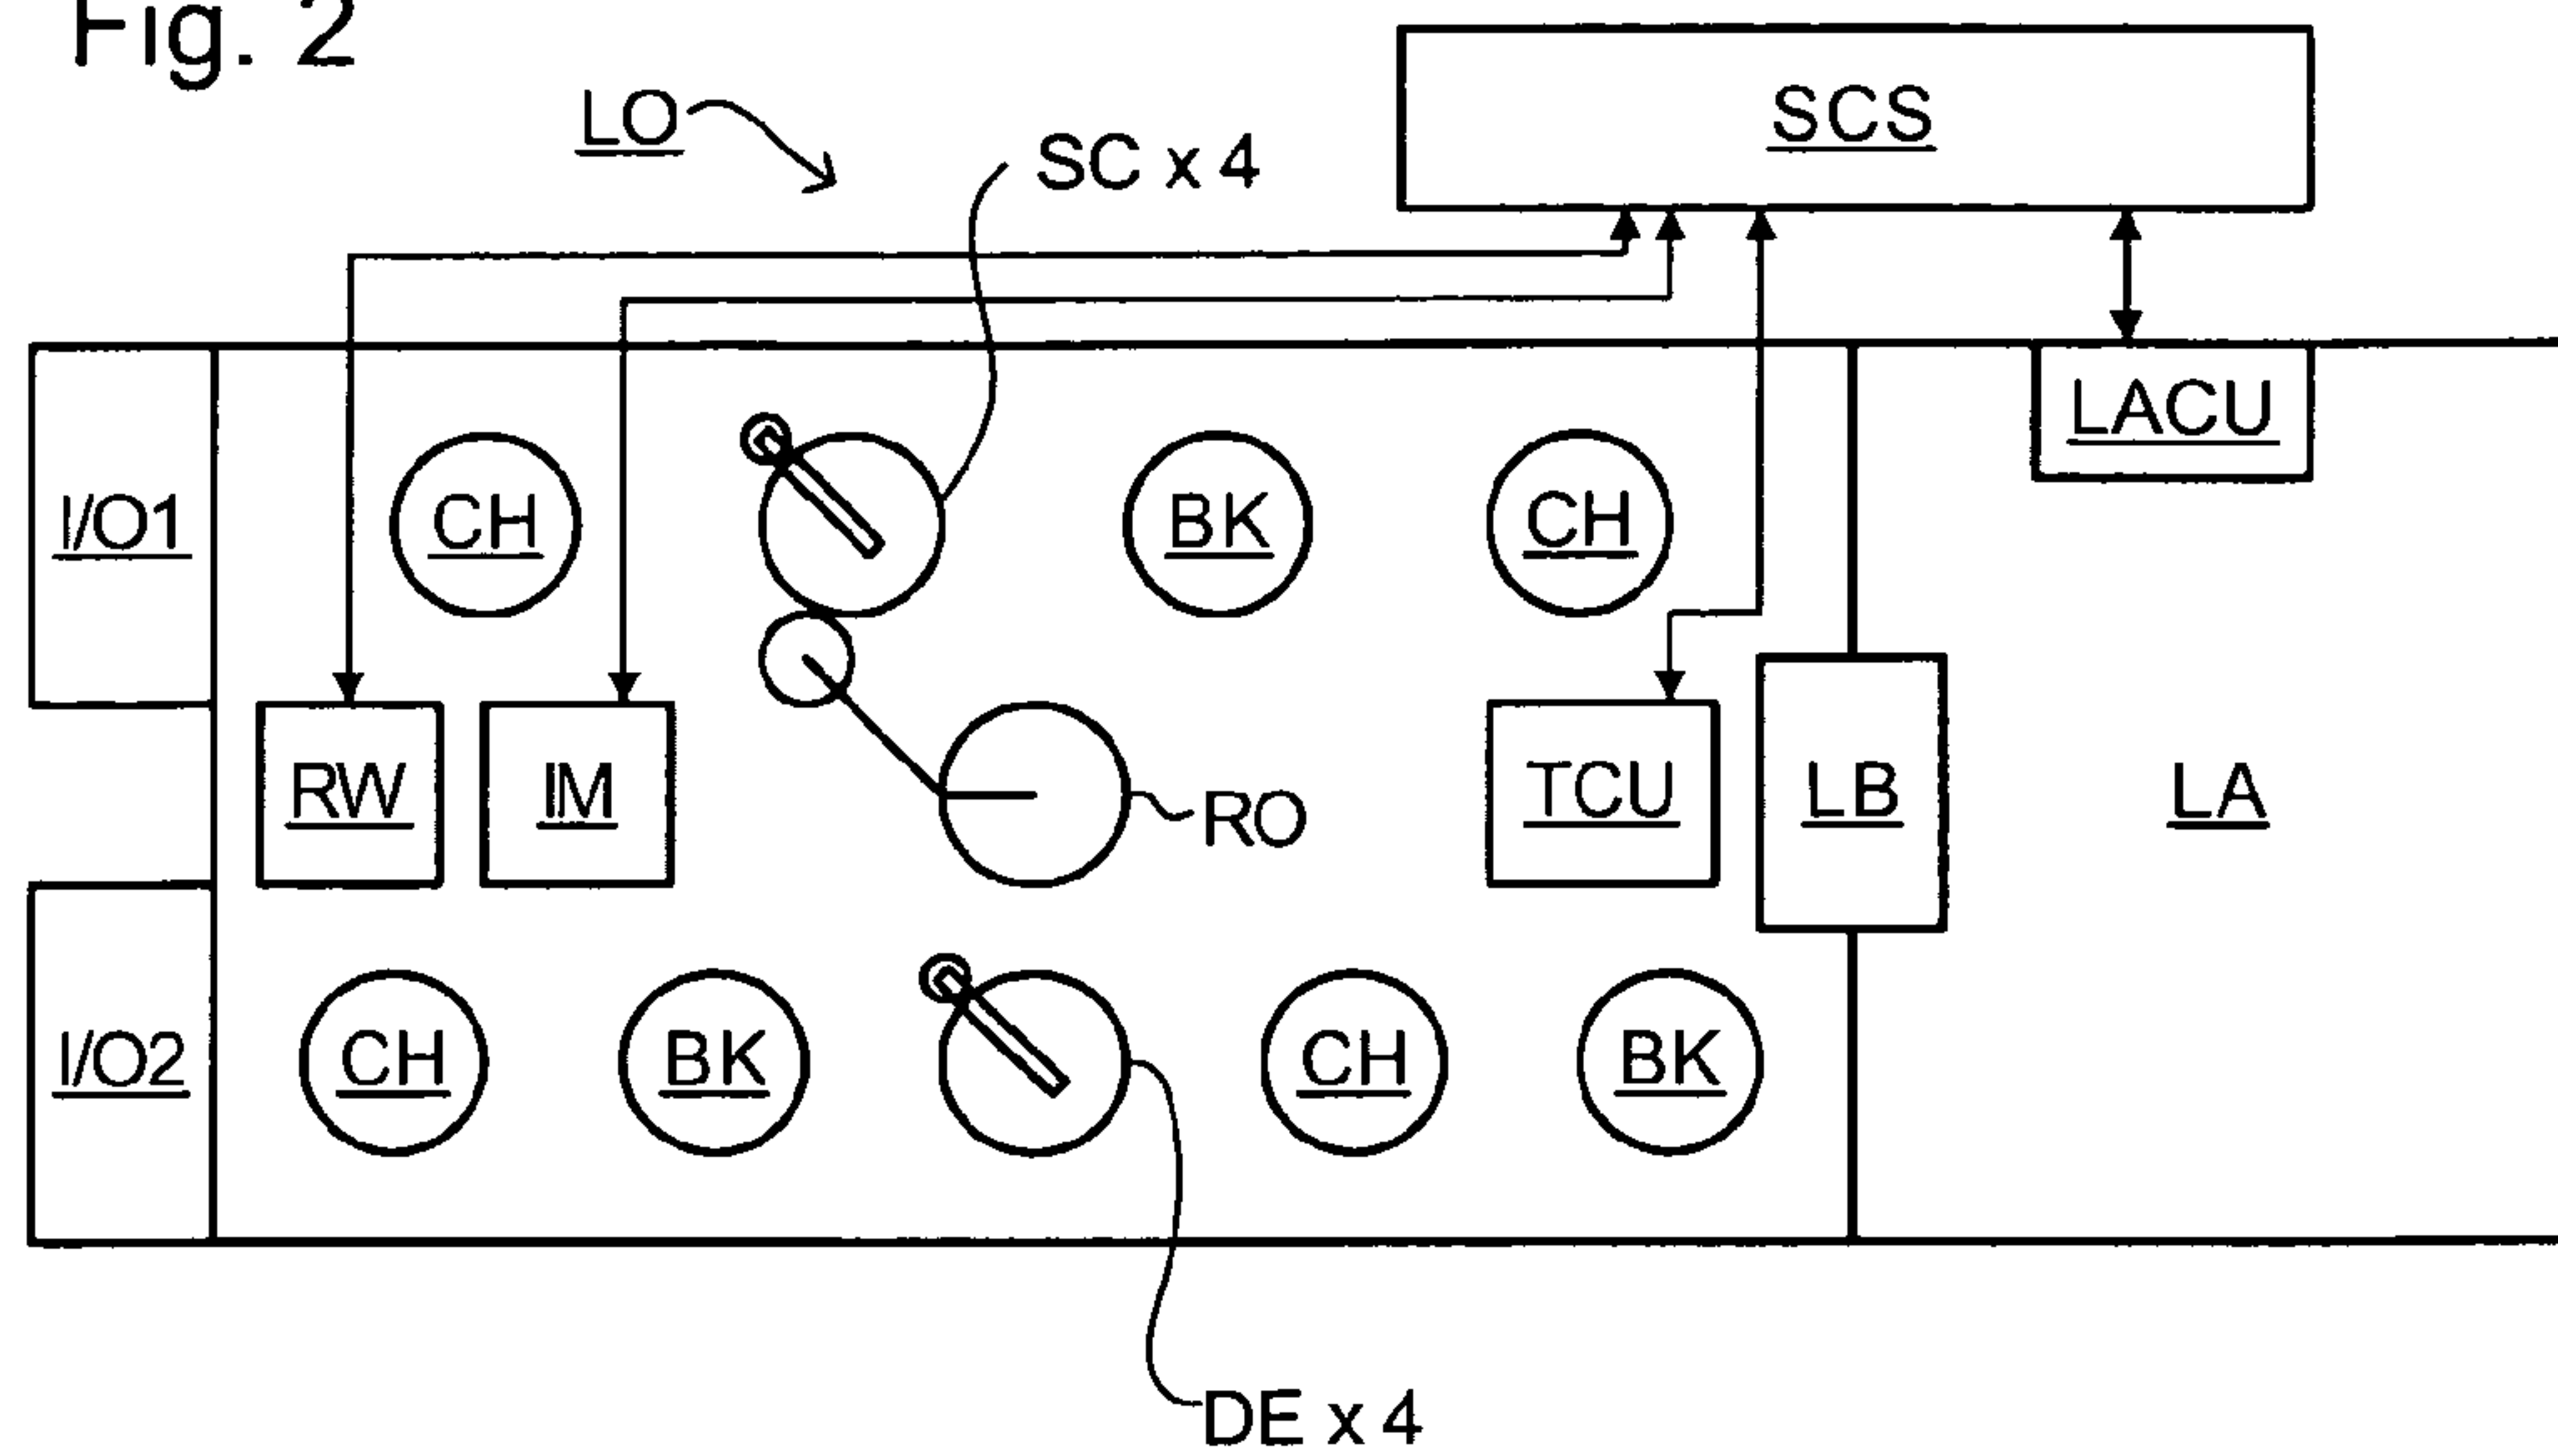 Fig. 2
LO
SC x 4
SCS
LACU
I/O1
CH
BK
CH
RW
IM
RO
TCU
LB
LA
I/O2
CH
BK
CH
BK
DE x 4